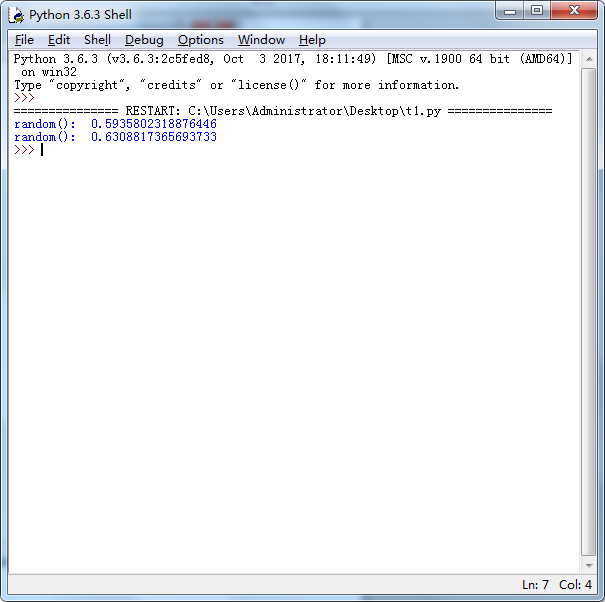 Python 3.6.3 Shell
File Edit Shell Debug Options Window Help
Python 3.6.3 (v3.6.3:2c5fed8, Oct  3 2017, 18:11:49) [MSC v.1900 64 bit (AMD64)]
 on win32
Type "copyright", "credits" or "license()" for more information.
>>>
=============== RESTART: C:\Users\Administrator\Desktop\t1.py ===============
random():  0.5935802318876446
random():  0.6308817365693733
>>>
Ln: 7 Col: 4